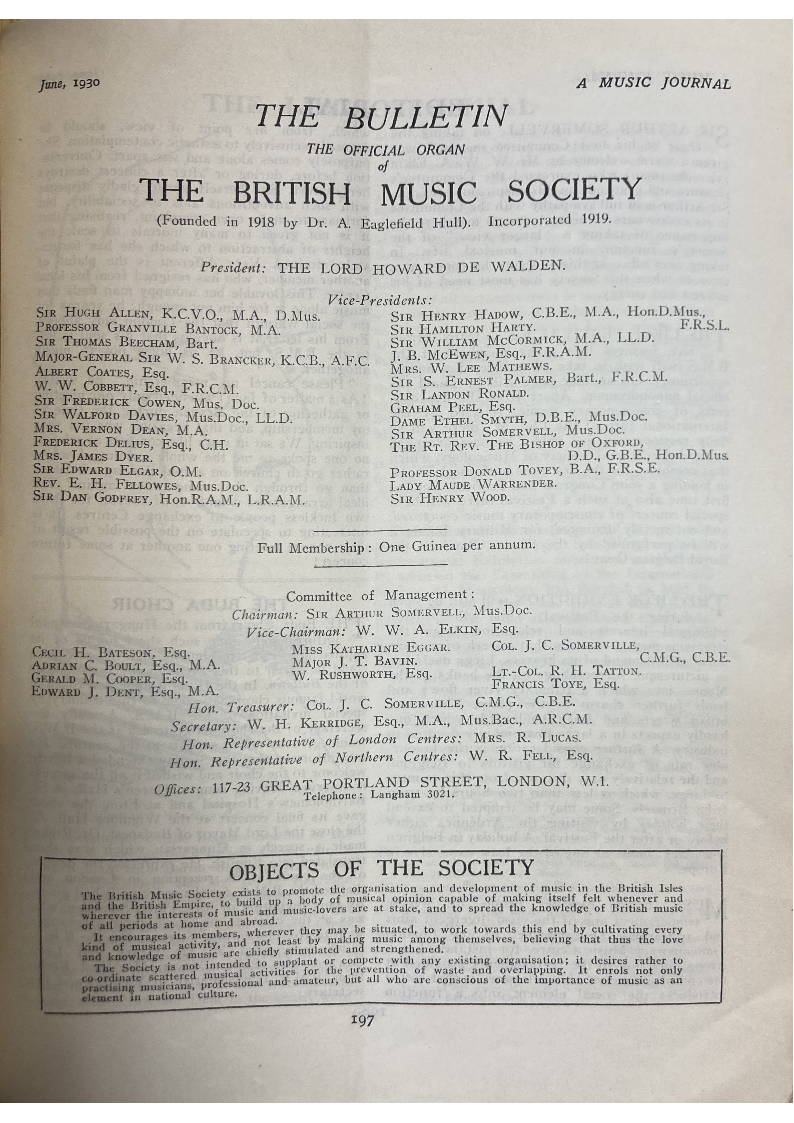 June, 1930
A MUSIC JOURNAL
THE BULLETIN
THE OFFICIAL ORGAN
of
THE BRITISH MUSIC SOCIETY
(Founded in 1918 by Dr. A. Eaglefield Hull). Incorporated 1919.
President: THE LORD HOWARD DE WALDEN.
Vice-Presidents:
SIR HUGH ALLEN, K.C.V.O., M.A., D.Mus.
PROFESSOR GRANVILLE BANTOCK, M.A.
SIR THOMAS BEECHAM, Bart.
MAJOR-GENERAL SIR W. S. BRANCKER, K.C.B., A.F.C.
ALBERT COATES, Esq.
W. W. COBBETT, Esq., F.R.C.M.
SIR FREDERICK COWEN, Mus. Doc.
SIR WALFORD DAVIES, Mus.Doc., LL.D.
MRS. VERNON DEAN, M.A.
FREDERICK DELIUS, Esq., C.H.
MRS. JAMES DYER.
SIR EDWARD ELGAR, O.M.
REV. E. H. FELLOWES, Mus.Doc.
SIR DAN GODFREY, Hon.R.A.M., L.R.A.M.
SIR HENRY HADOW, C.B.E., M.A., Hon.D.Mus.,
F.R.S.L.
SIR HAMILTON HARTY.
SIR WILLIAM MCCORMICK, M.A., LL.D.
J. B. MCEWEN, Esq., F.R.A.M.
MRS. W. LEE MATHEWS.
SIR S. ERNEST PALMER, Bart., F.R.C.M.
SIR LANDON RONALD.
GRAHAM PEEL, Esq.
DAME ETHEL SMYTH, D.B.E., Mus.Doc.
SIR ARTHUR SOMERVELL, Mus.Doc.
THE RT. REV. THE BISHOP OF OXFORD,
D.D., G.B.E., Hon.D.Mus.
PROFESSOR DONALD TOVEY, B.A., F.R.S.E.
LADY MAUDE WARRENDER.
SIR HENRY WOOD.
Full Membership: One Guinea per annum.
Committee of Management:
Chairman: SIR ARTHUR SOMERVELL, Mus.Doc.
Vice-Chairman: W. W. A. ELKIN, Esq.
CECIL H. BATESON, Esq.
ADRIAN C. BOULT, Esq., M.A.
GERALD M. COOPER, Esq.
EDWARD J. DENT, Esq., M.A.
MISS KATHARINE EGGAR.
MAJOR J. T. BAVIN.
W. RUSHWORTH, Esq.
COL. J. C. SOMERVILLE,
C.M.G., C.B.E.
LT.-COL. R. H. TATTON.
FRANCIS TOYE, Esq.
Hon. Treasurer: COL. J. C. SOMERVILLE, C.M.G., C.B.E.
Secretary: W. H. KERRIDGE, Esq., M.A., Mus.Bac., A.R.C.M.
Hon. Representative of London Centres: MRS. R. LUCAS.
Hon. Representative of Northern Centres: W. R. FELL, Esq.
Offices: 117-23 GREAT PORTLAND STREET, LONDON, W.1.
Telephone: Langham 3021.
OBJECTS OF THE SOCIETY
The British Music Society exists to promote the organisation and development of music in the British Isles
and the British Empire, to build up a body of musical opinion capable of making itself felt whenever and
wherever the interests of music and music-lovers are at stake, and to spread the knowledge of British music
of all periods at home and abroad.
It encourages its members, wherever they may be situated, to work towards this end by cultivating every
kind of musical activity, and not least by making music among themselves, believing that thus the love
and knowledge of music are chiefly stimulated and strengthened.
The Society is not intended to supplant or compete with any existing organisation; it desires rather to
co-ordinate scattered musical activities for the prevention of waste and overlapping. It enrols not only
practising musicians, professional and amateur, but all who are conscious of the importance of music as an
element in national culture.
197